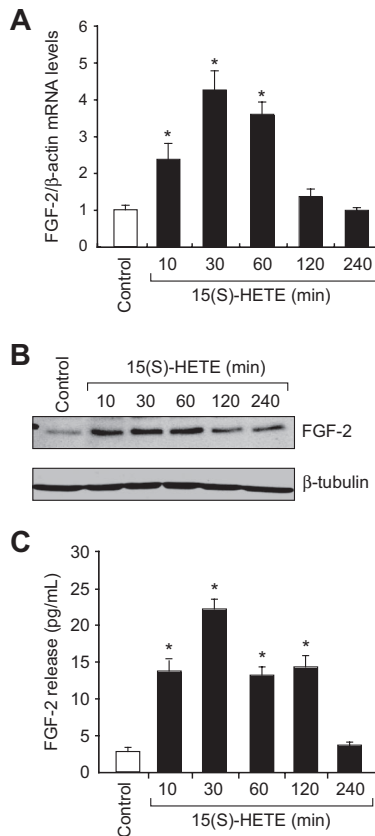 A
FGF-2/β-actin mRNA levels
6
5
4
3
2
1
0
*
*
*
Control
10 30 60 120 240
15(S)-HETE (min)
B
Control
15(S)-HETE (min)
10 30 60 120 240
FGF-2
β-tubulin
C
FGF-2 release (pg/mL)
30
25
20
15
10
5
0
*
*
*
*
Control
10 30 60 120 240
15(S)-HETE (min)